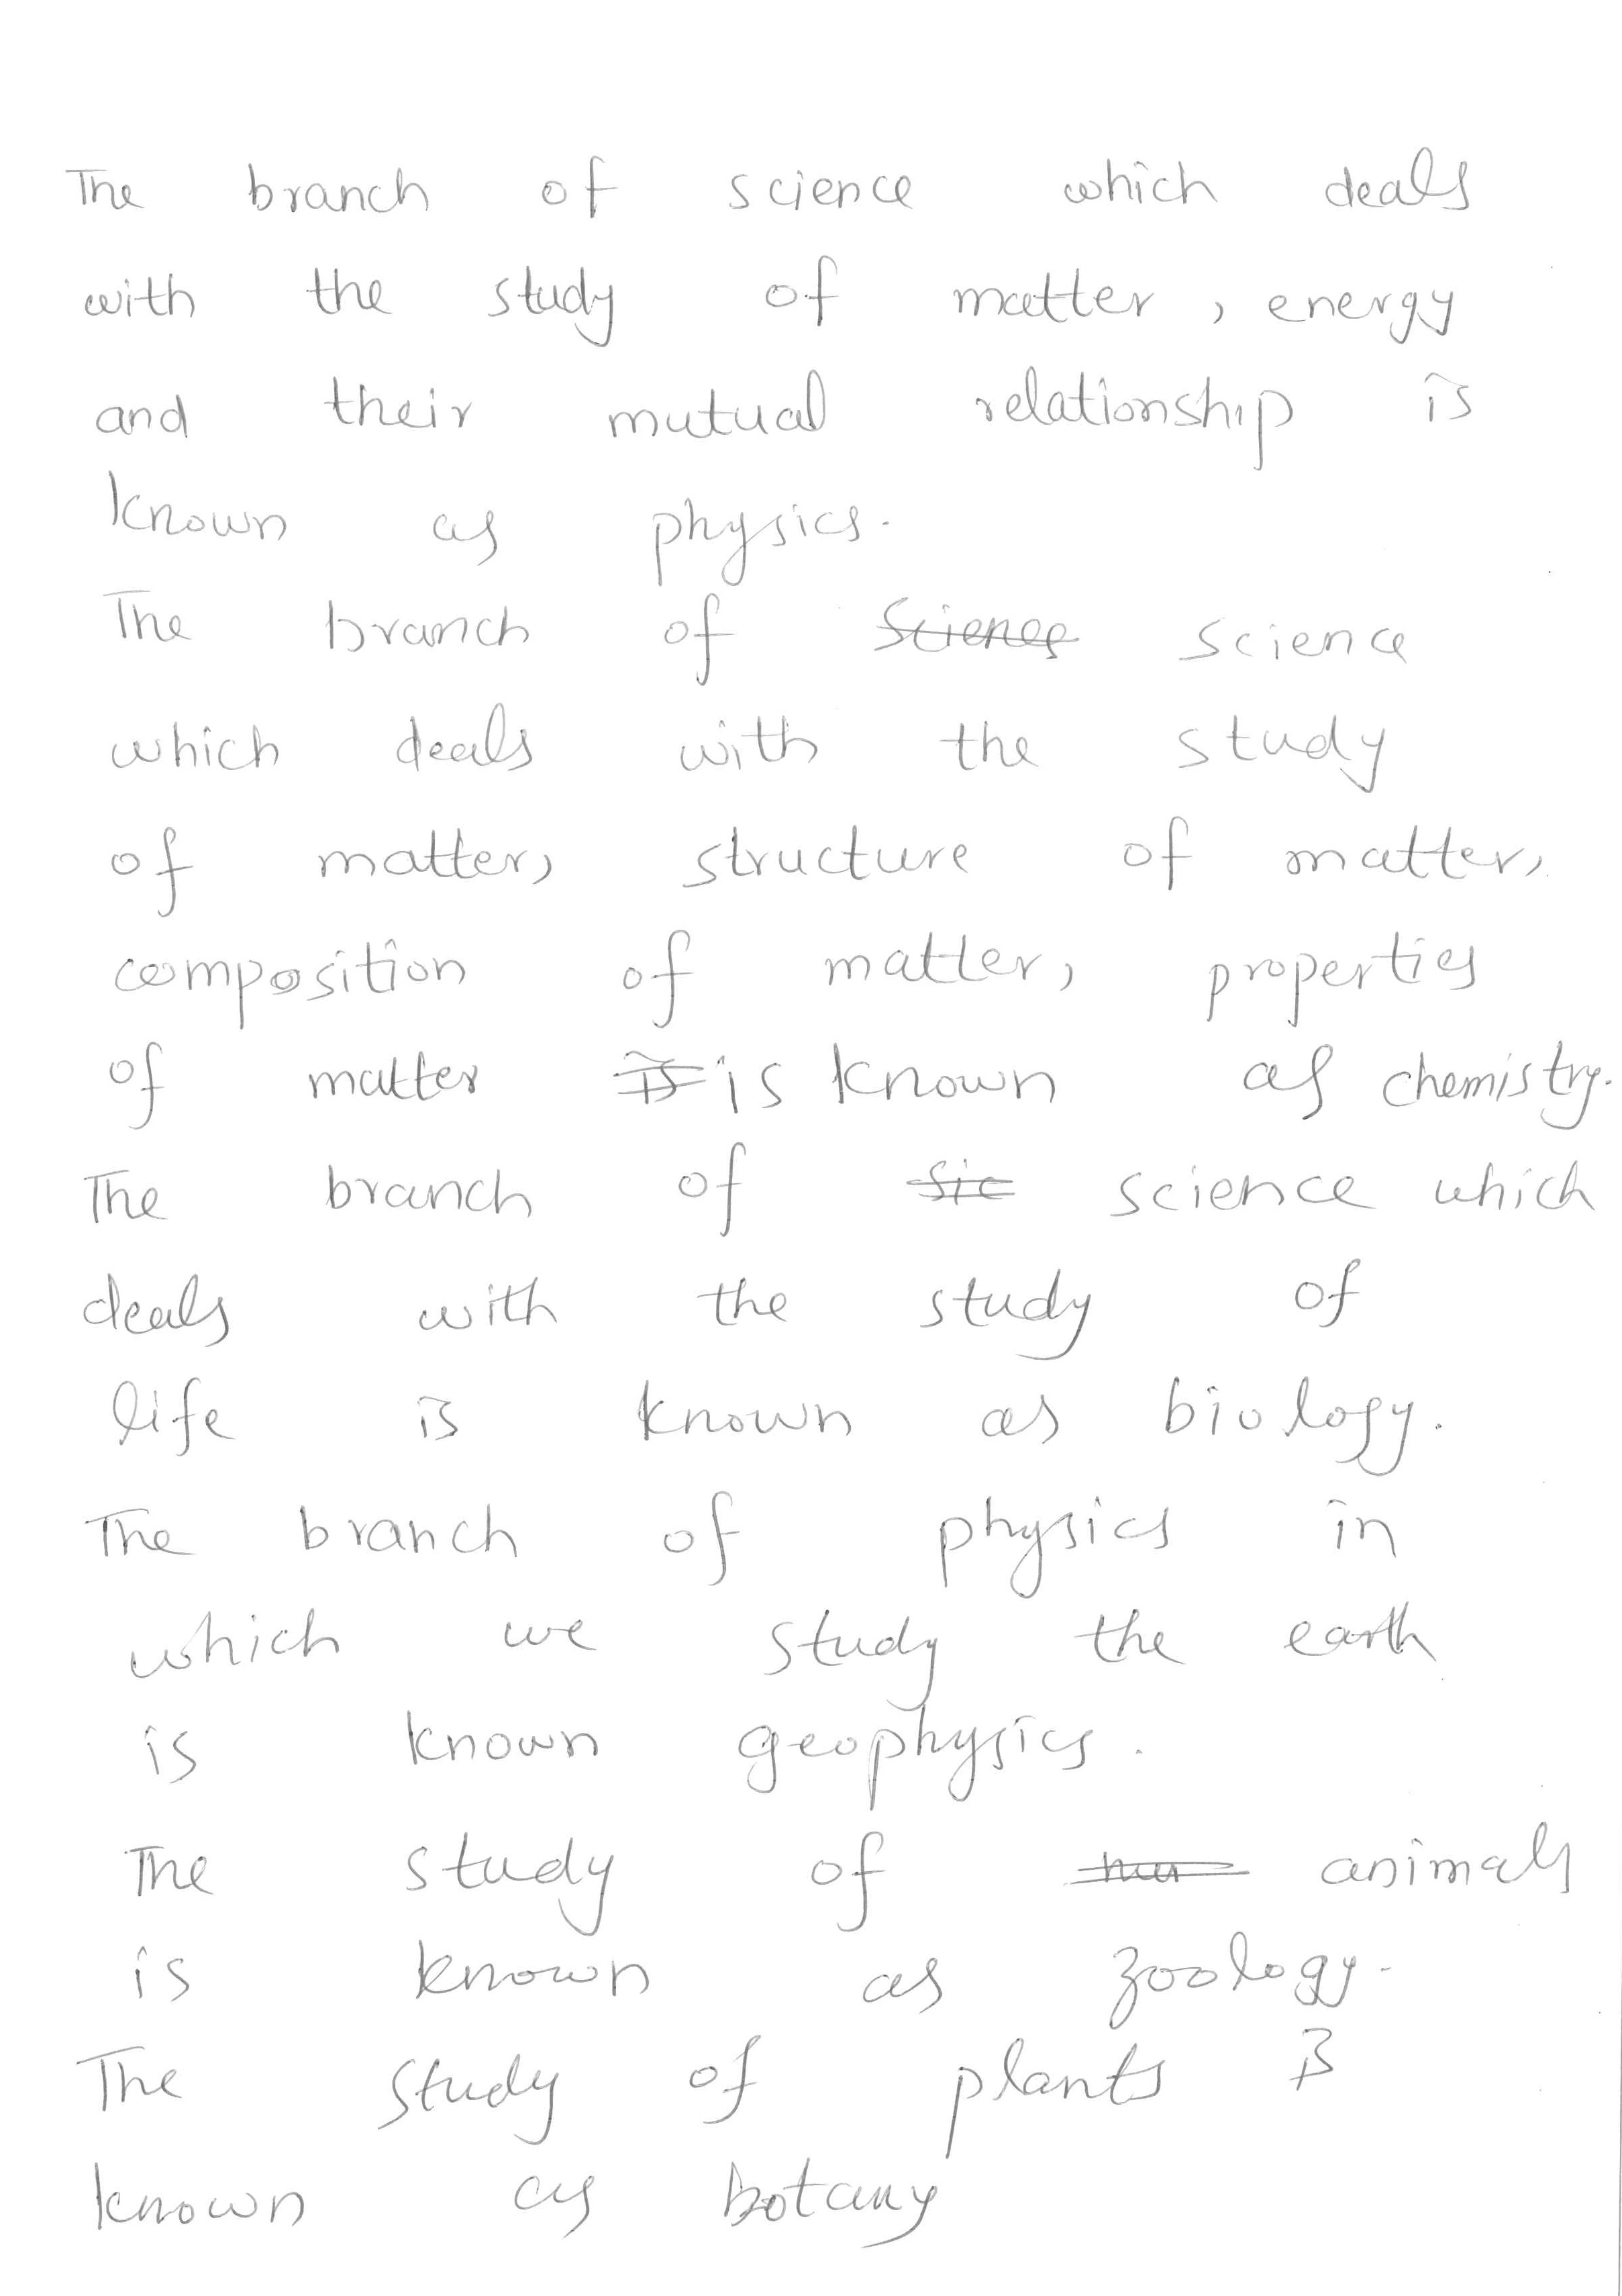 The branch of science which deals
with the study of matter, energy
and their mutual relationship is
known as physics.
The branch of ~~Science~~ science
which deals with the study
of matter, structure of matter,
composition of matter, properties
of matter ~~is~~ is known as chemistry.
The branch of ~~sic~~ science which
deals with the study of
life is known as biology.
The branch of physics in
which we study the earth
is known geophysics.
The study of animals
is known as zoology.
The study of plants is
known as botany